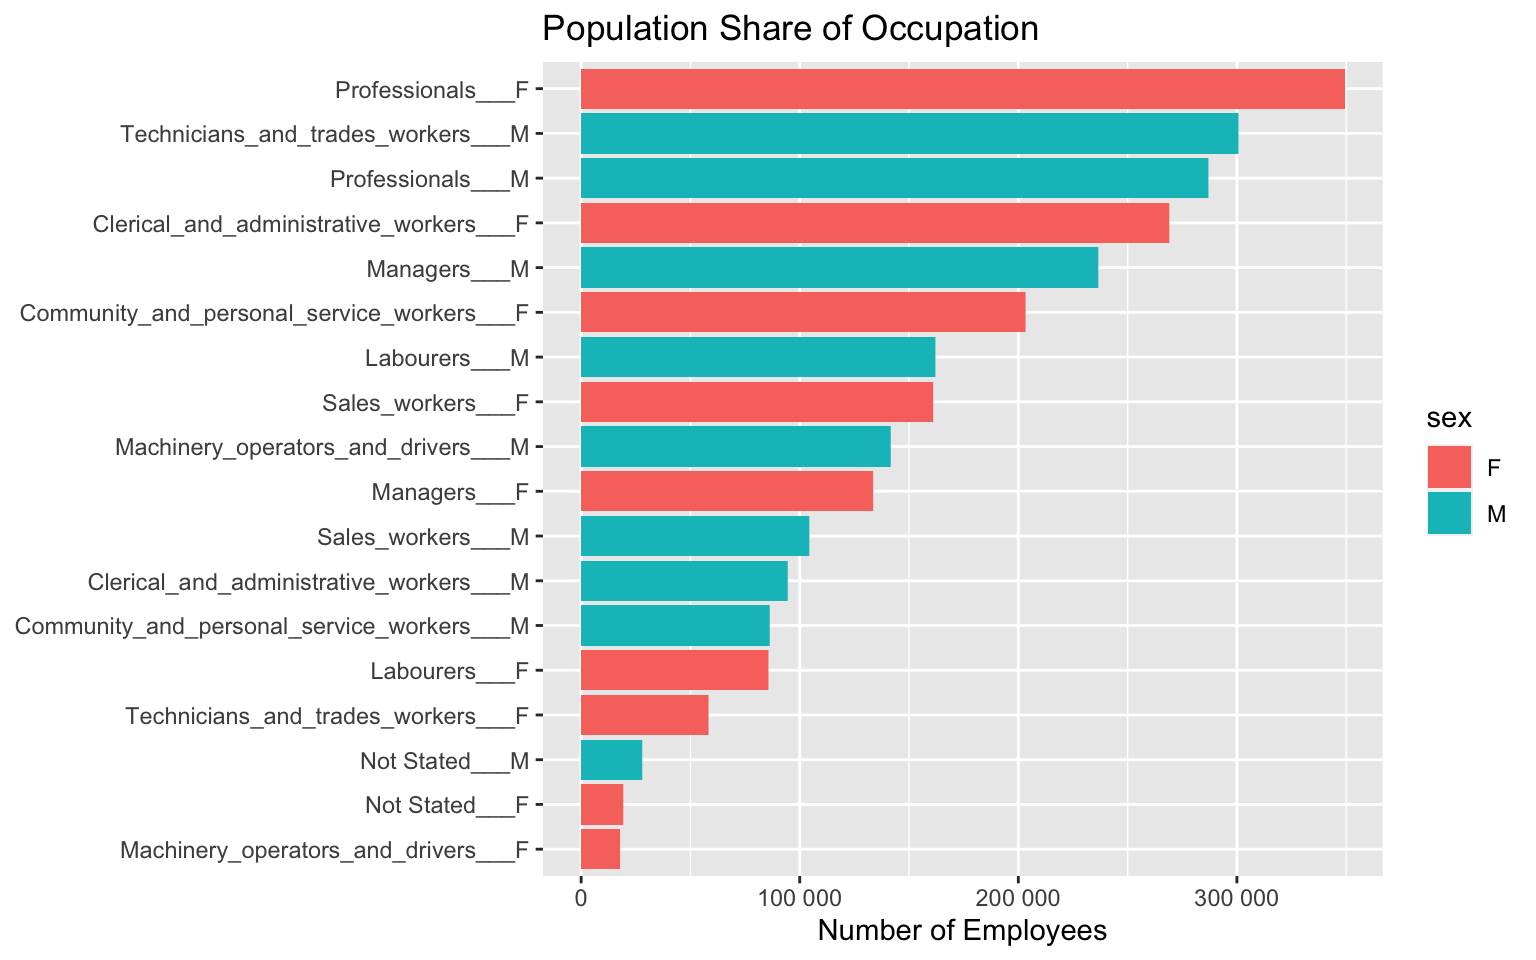 Population Share of Occupation
Professionals___F
Technicians_and_trades_workers___M
Professionals___M
Clerical_and_administrative_workers___F
Managers___M
Community_and_personal_service_workers___F
Labourers___M
Sales_workers___F
Machinery_operators_and_drivers___M
Managers___F
Sales_workers___M
Clerical_and_administrative_workers___M
Community_and_personal_service_workers___M
Labourers___F
Technicians_and_trades_workers___F
Not Stated___M
Not Stated___F
Machinery_operators_and_drivers___F
0 100 000 200 000 300 000
Number of Employees
sex
F
M